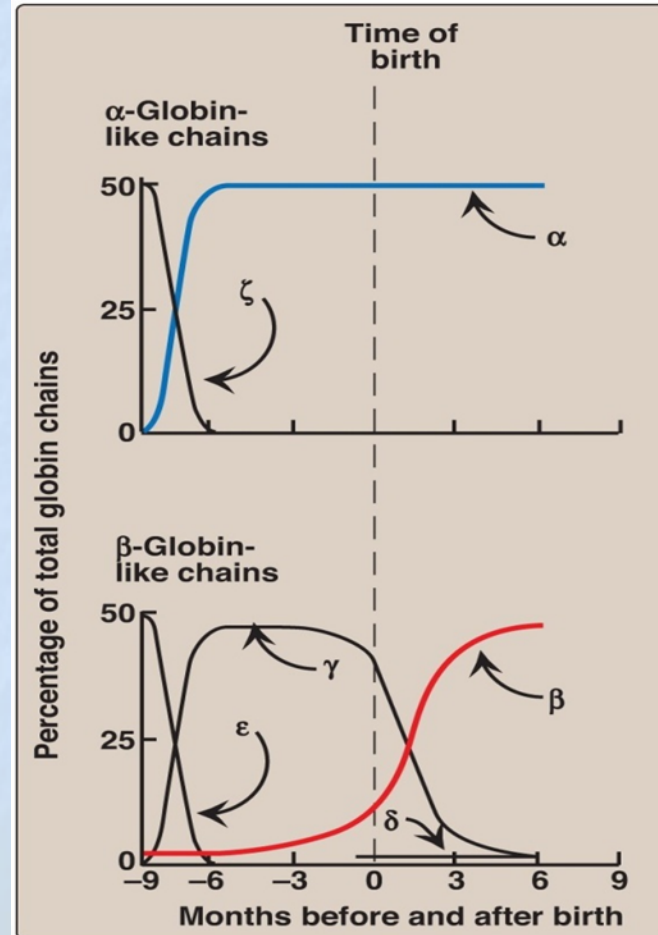 Time of
birth
α-Globin-
like chains
50
α
ζ
25
0
Percentage of total globin chains
β-Globin-
like chains
50
γ
β
ε
25
δ
0
–9 –6 –3 0 3 6 9
Months before and after birth